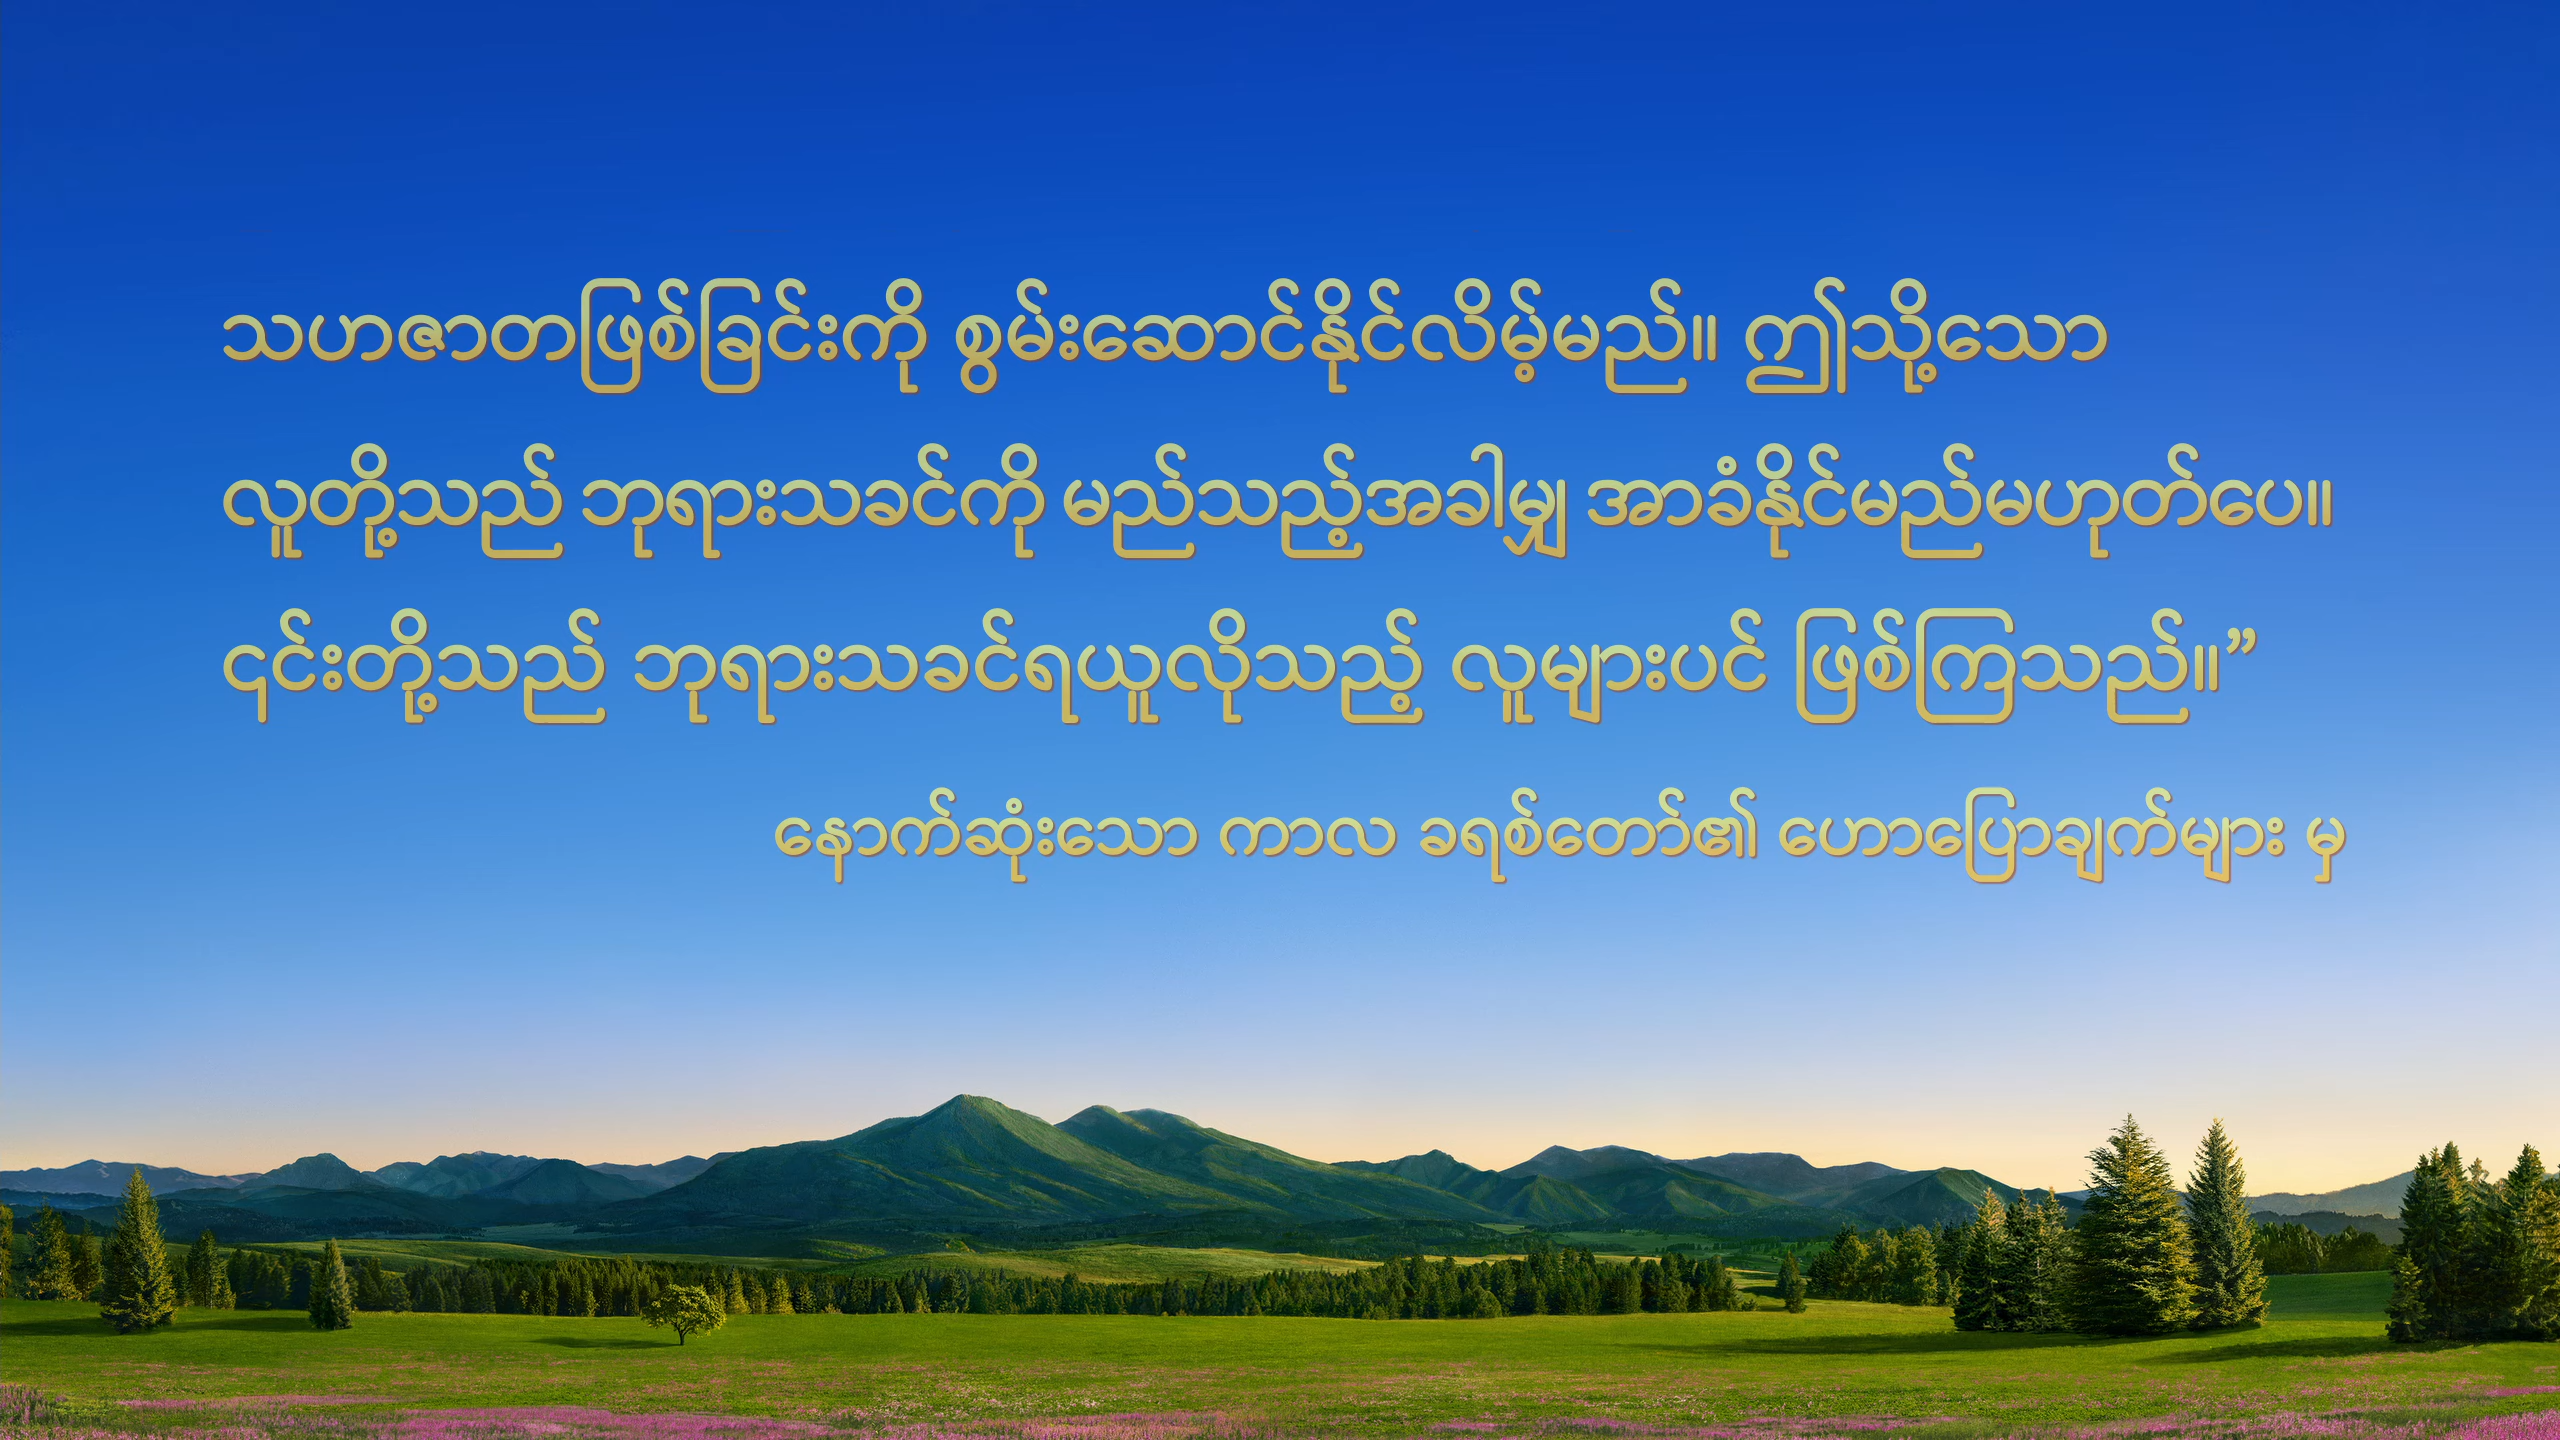 သဟဇာတဖြစ်ခြင်းကို စွမ်းဆောင်နိုင်လိမ့်မည်။ ဤသို့သော
လူတို့သည် ဘုရားသခင်ကို မည်သည့်အခါမျှ အာခံနိုင်မည်မဟုတ်ပေ။
၎င်းတို့သည် ဘုရားသခင်ရယူလိုသည့် လူများပင် ဖြစ်ကြသည်။”
နောက်ဆုံးသော ကာလ ခရစ်တော်၏ ဟောပြောချက်များ မှ